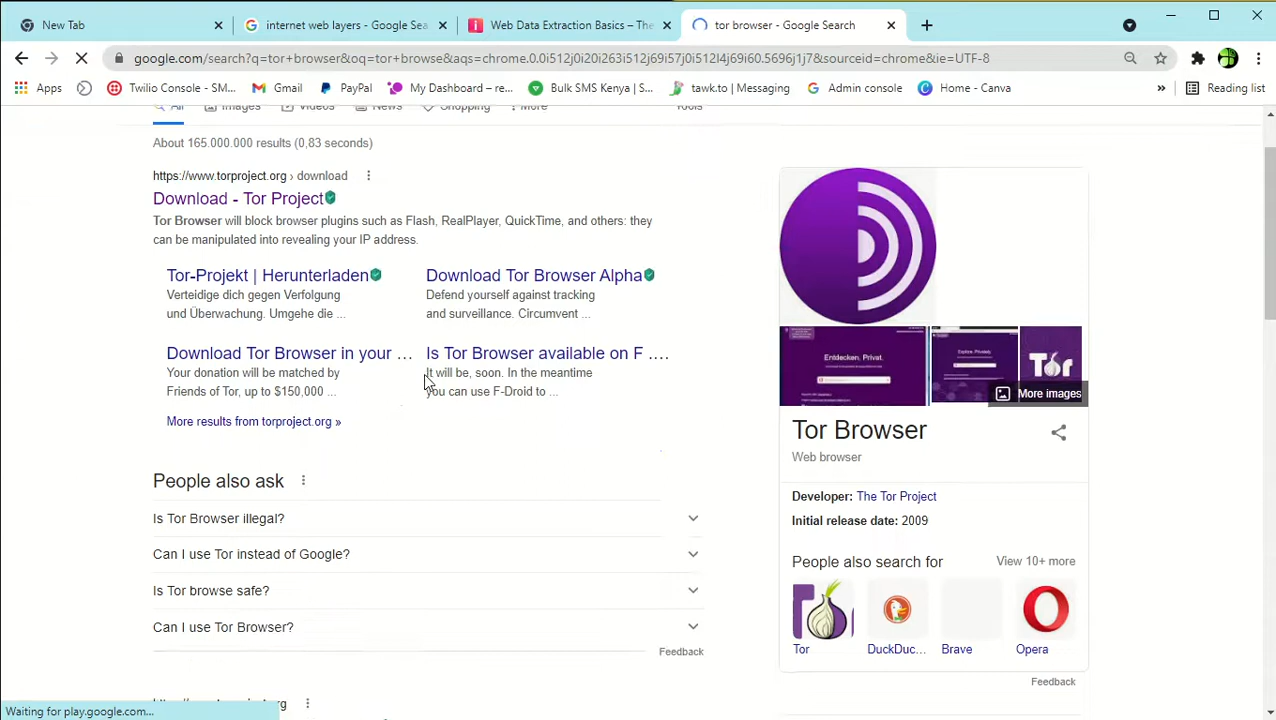 New Tab
internet web layers - Google Sea
Web Data Extraction Basics – The
tor browser - Google Search
google.com/search?q=tor+browser&oq=tor+browse&aqs=chrome.0.0i512j0i20i263i512j69i57j0i512l4j69i60.5696j1j7&sourceid=chrome&ie=UTF-8
Apps
Twilio Console - SM...
Gmail
PayPal
My Dashboard – re...
Bulk SMS Kenya | S...
tawk.to | Messaging
Admin console
Home - Canva
»
Reading list
All
Images
Videos
News
Shopping
More
Tools
About 165.000.000 results (0,83 seconds)
https://www.torproject.org › download
Download - Tor Project
Tor Browser will block browser plugins such as Flash, RealPlayer, QuickTime, and others: they
can be manipulated into revealing your IP address.
Tor-Projekt | Herunterladen
Verteidige dich gegen Verfolgung
und Überwachung. Umgehe die ...
Download Tor Browser Alpha
Defend yourself against tracking
and surveillance. Circumvent ...
Download Tor Browser in your ...
Your donation will be matched by
Friends of Tor, up to $150,000 ...
Is Tor Browser available on F ....
It will be, soon. In the meantime
you can use F-Droid to ...
More results from torproject.org »
People also ask
Is Tor Browser illegal?
Can I use Tor instead of Google?
Is Tor browse safe?
Can I use Tor Browser?
Feedback
Entdecken, Privat.
Explore. Privately.
Tor
More images
Tor Browser
Web browser
Developer: The Tor Project
Initial release date: 2009
People also search for
View 10+ more
Tor
DuckDuc...
Brave
Opera
Feedback
Waiting for play.google.com...